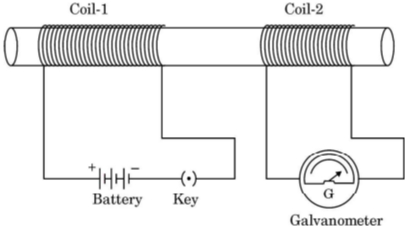 Coil-1
Coil-2
+
−
G
Battery
Key
Galvanometer